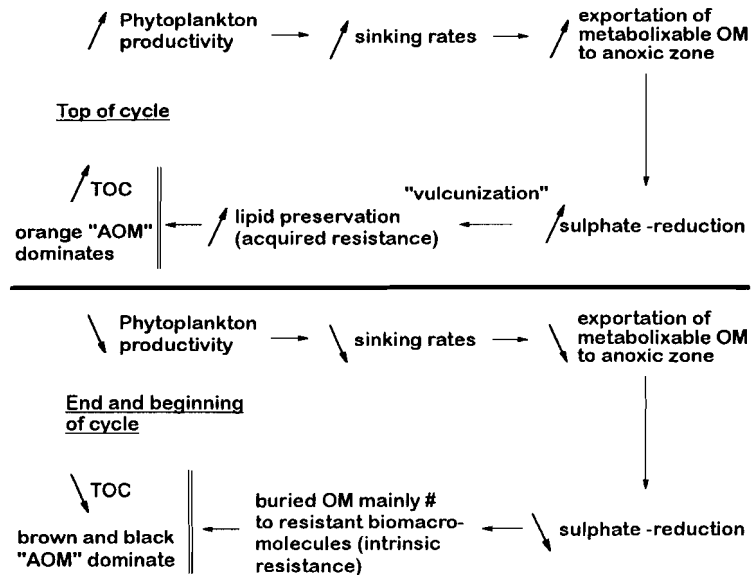 Phytoplankton
productivity
sinking rates
exportation of
metabolixable OM
to anoxic zone
Top of cycle
TOC
orange "AOM"
dominates
lipid preservation
(acquired resistance)
"vulcunization"
sulphate -reduction
Phytoplankton
productivity
sinking rates
exportation of
metabolixable OM
to anoxic zone
End and beginning
of cycle
TOC
brown and black
"AOM" dominate
buried OM mainly #
to resistant biomacro-
molecules (intrinsic
resistance)
sulphate -reduction